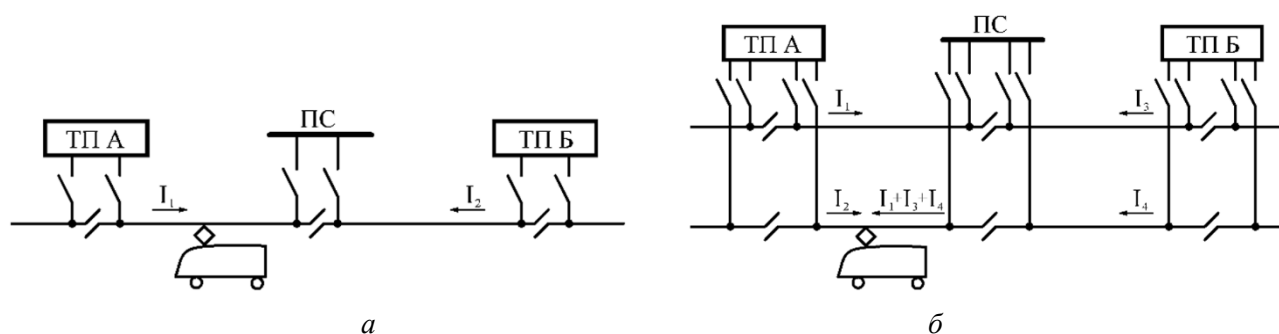 ТП А
ПС
ТП Б
I₁
I₂
а
ТП А
ПС
ТП Б
I₁
I₃
I₂
I₁+I₃+I₄
I₄
б